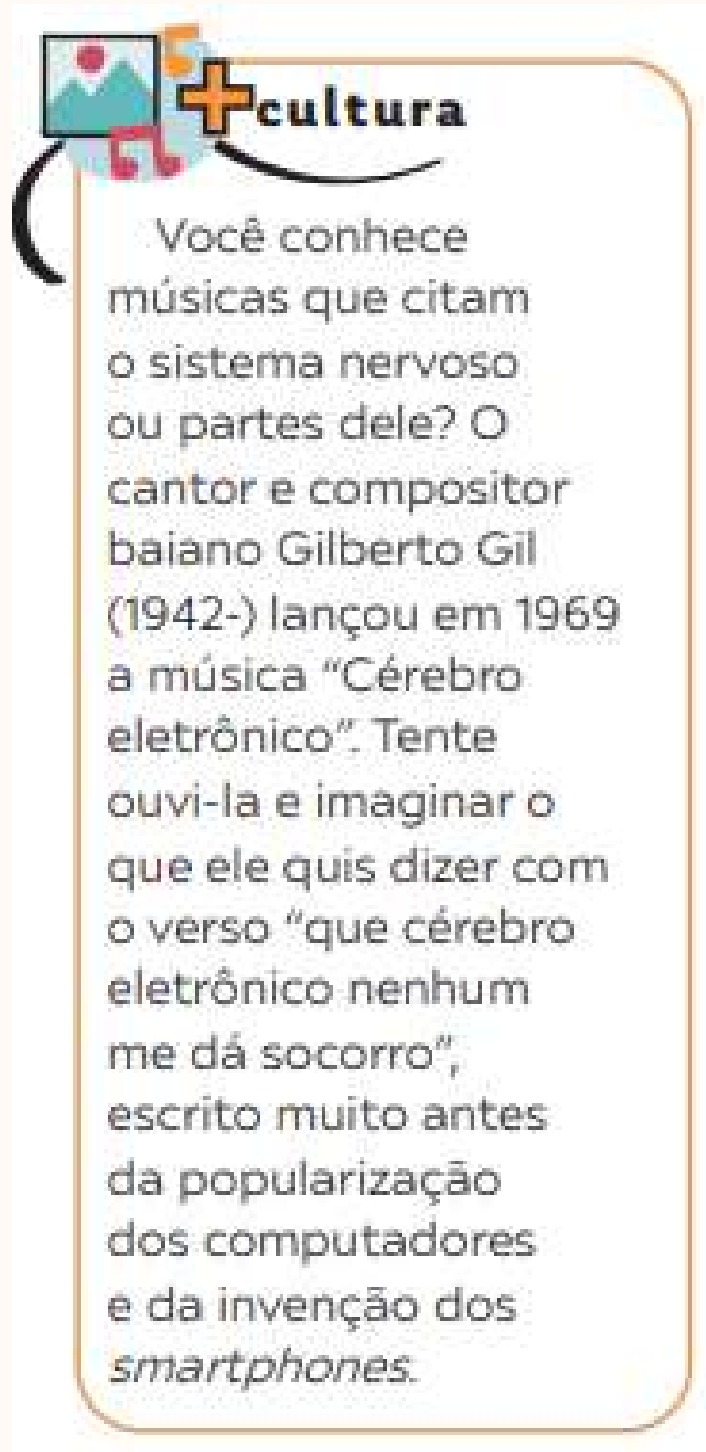 +cultura
Você conhece
músicas que citam
o sistema nervoso
ou partes dele? O
cantor e compositor
baiano Gilberto Gil
(1942-) lançou em 1969
a música “Cérebro
eletrônico”. Tente
ouvi-la e imaginar o
que ele quis dizer com
o verso “que cérebro
eletrônico nenhum
me dá socorro”,
escrito muito antes
da popularização
dos computadores
e da invenção dos
smartphones.